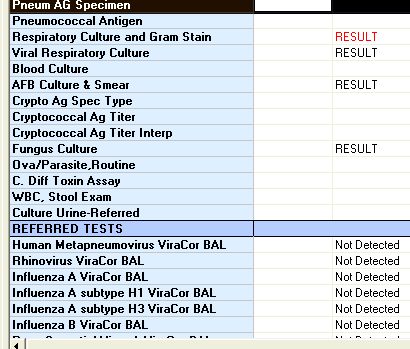 Pneum AG Specimen
Pneumococcal Antigen
Respiratory Culture and Gram Stain RESULT
Viral Respiratory Culture RESULT
Blood Culture
AFB Culture & Smear RESULT
Crypto Ag Spec Type
Cryptococcal Ag Titer
Cryptococcal Ag Titer Interp
Fungus Culture RESULT
Ova/Parasite,Routine
C. Diff Toxin Assay
WBC, Stool Exam
Culture Urine-Referred
REFERRED TESTS
Human Metapneumovirus ViraCor BAL Not Detected
Rhinovirus ViraCor BAL Not Detected
Influenza A ViraCor BAL Not Detected
Influenza A subtype H1 ViraCor BAL Not Detected
Influenza A subtype H3 ViraCor BAL Not Detected
Influenza B ViraCor BAL Not Detected